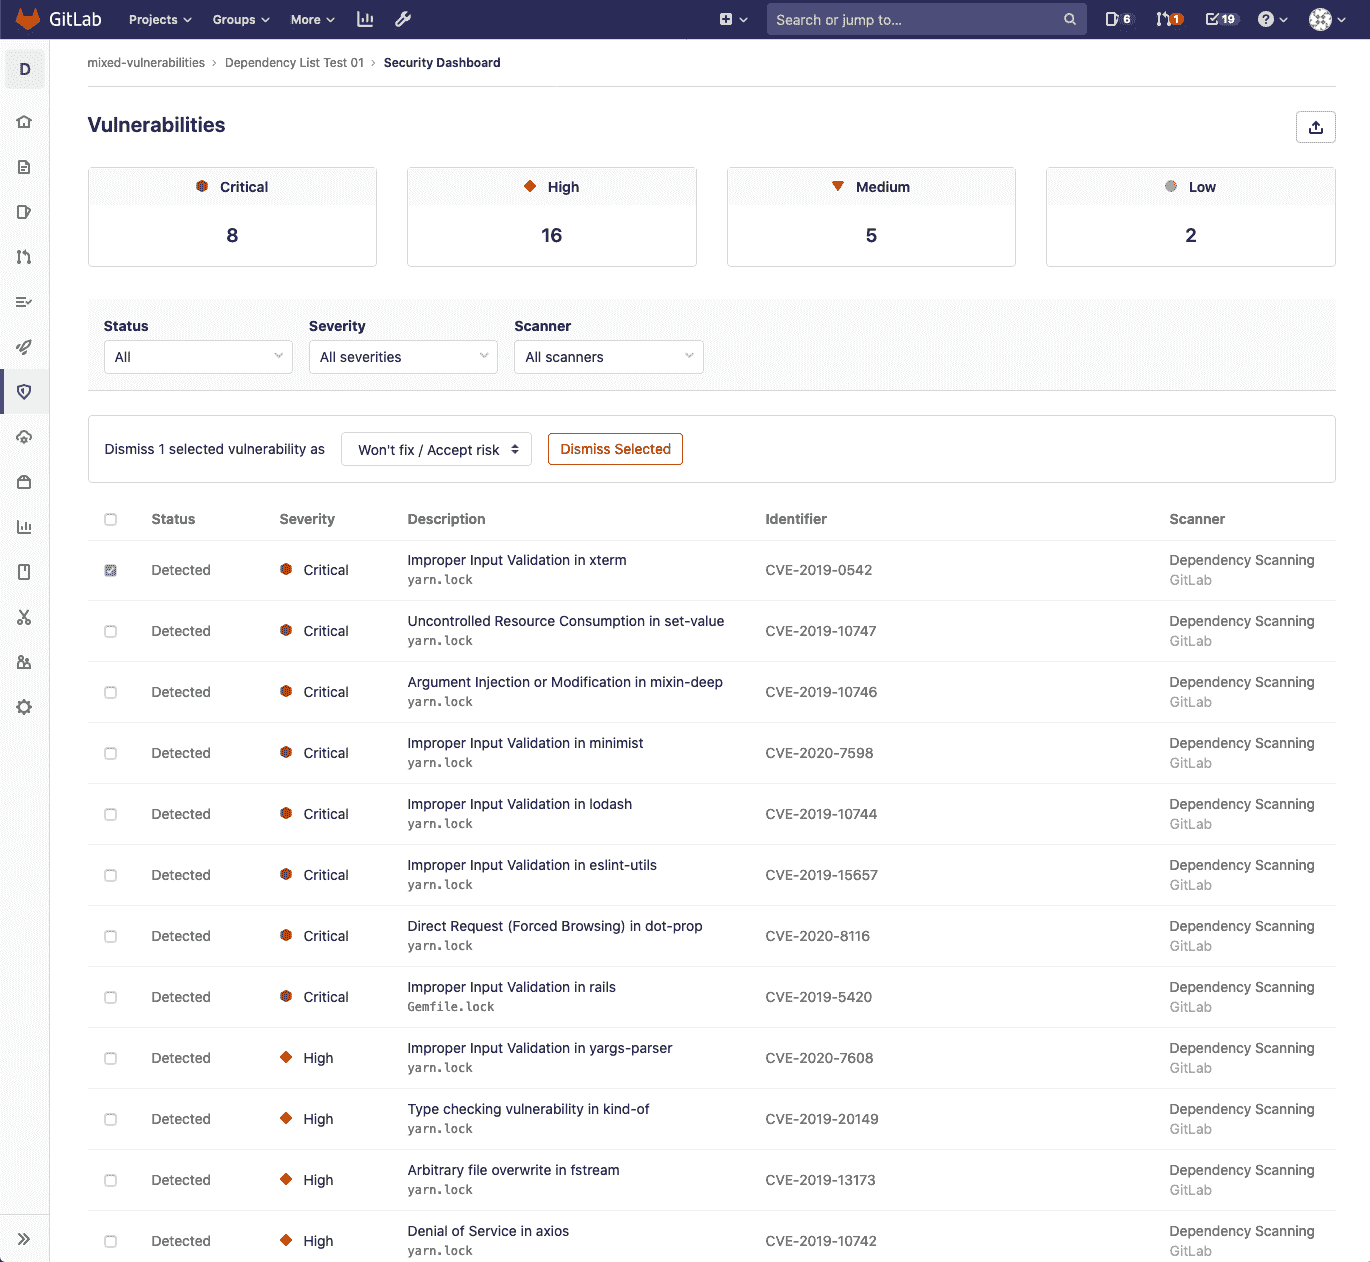 GitLab Projects Groups More Search or jump to... 6 1 19
D mixed-vulnerabilities › Dependency List Test 01 › Security Dashboard
Vulnerabilities
Critical High Medium Low
8 16 5 2
Status Severity Scanner
All All severities All scanners
Dismiss 1 selected vulnerability as Won't fix / Accept risk Dismiss Selected
Status Severity Description Identifier Scanner
Detected Critical Improper Input Validation in xterm CVE-2019-0542 Dependency Scanning
yarn.lock GitLab
Detected Critical Uncontrolled Resource Consumption in set-value CVE-2019-10747 Dependency Scanning
yarn.lock GitLab
Detected Critical Argument Injection or Modification in mixin-deep CVE-2019-10746 Dependency Scanning
yarn.lock GitLab
Detected Critical Improper Input Validation in minimist CVE-2020-7598 Dependency Scanning
yarn.lock GitLab
Detected Critical Improper Input Validation in lodash CVE-2019-10744 Dependency Scanning
yarn.lock GitLab
Detected Critical Improper Input Validation in eslint-utils CVE-2019-15657 Dependency Scanning
yarn.lock GitLab
Detected Critical Direct Request (Forced Browsing) in dot-prop CVE-2020-8116 Dependency Scanning
yarn.lock GitLab
Detected Critical Improper Input Validation in rails CVE-2019-5420 Dependency Scanning
Gemfile.lock GitLab
Detected High Improper Input Validation in yargs-parser CVE-2020-7608 Dependency Scanning
yarn.lock GitLab
Detected High Type checking vulnerability in kind-of CVE-2019-20149 Dependency Scanning
yarn.lock GitLab
Detected High Arbitrary file overwrite in fstream CVE-2019-13173 Dependency Scanning
yarn.lock GitLab
Detected High Denial of Service in axios CVE-2019-10742 Dependency Scanning
yarn.lock GitLab